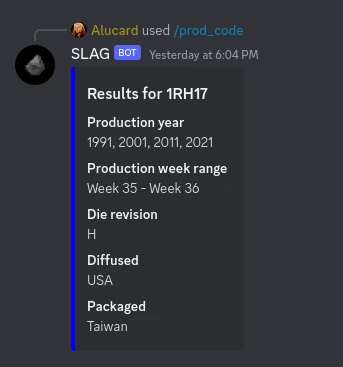 Alucard used /prod_code
SLAG BOT Yesterday at 6:04 PM
Results for 1RH17
Production year
1991, 2001, 2011, 2021
Production week range
Week 35 - Week 36
Die revision
H
Diffused
USA
Packaged
Taiwan